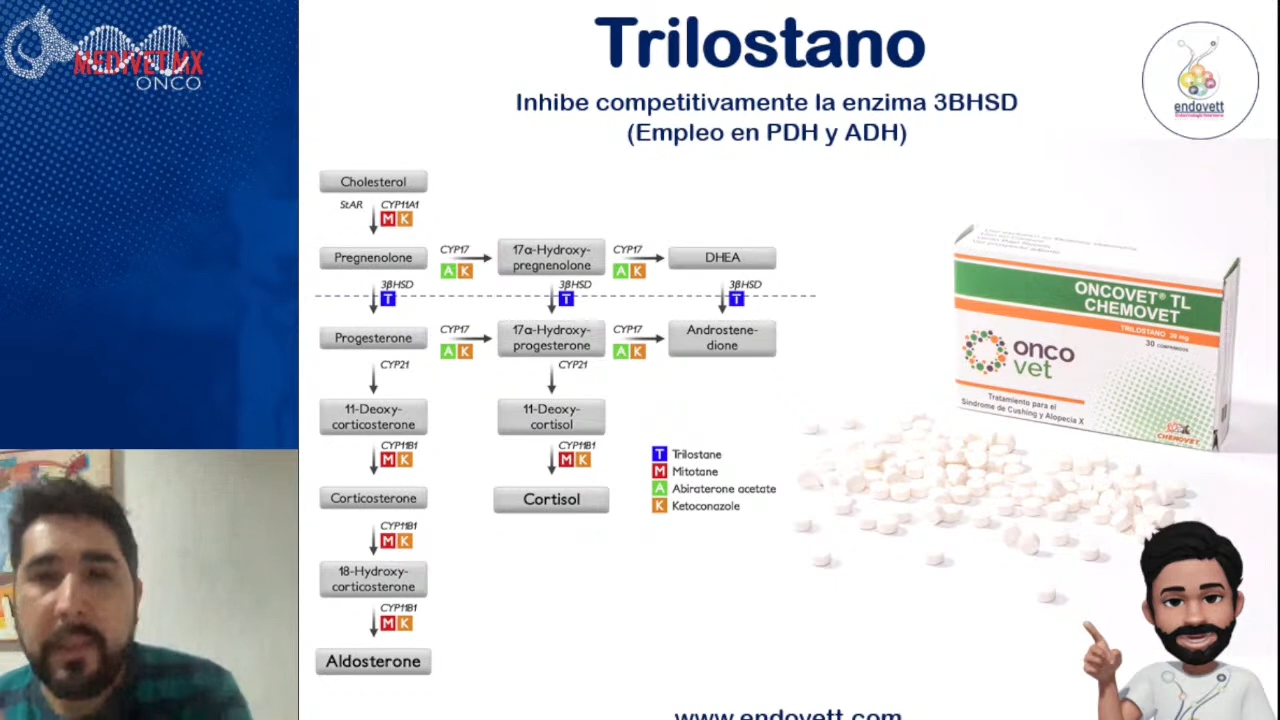 MEDIVET.MX
ONCO
Trilostano
Inhibe competitivamente la enzima 3BHSD
(Empleo en PDH y ADH)
endovett
Cholesterol
StAR CYP11A1
M K
Pregnenolone
CYP17
A K
17α-Hydroxy-
pregnenolone
CYP17
A K
DHEA
3βHSD
T
3βHSD
T
3βHSD
T
Progesterone
CYP17
A K
17α-Hydroxy-
progesterone
CYP17
A K
Androstene-
dione
CYP21
CYP21
11-Deoxy-
corticosterone
11-Deoxy-
cortisol
CYP11B1
M K
CYP11B1
M K
Corticosterone
Cortisol
CYP11B1
M K
18-Hydroxy-
corticosterone
CYP11B1
M K
Aldosterone
T Trilostane
M Mitotane
A Abiraterone acetate
K Ketoconazole
ONCOVET® TL
CHEMOVET
TRILOSTANO 30 mg
30 COMPRIMIDOS
onco
vet
Tratamiento para el
Síndrome de Cushing y Alopecia X
CHEMOVET
www.endovett.com